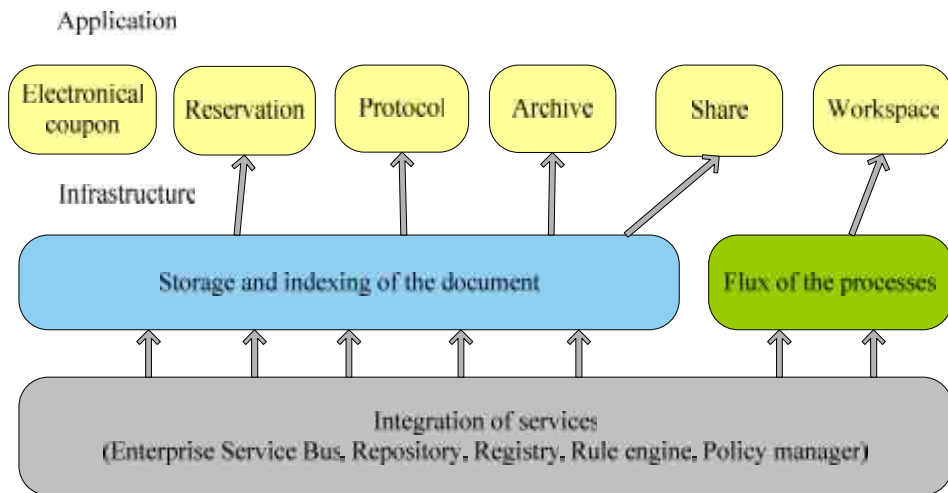 Application
Electronical
coupon
Reservation
Protocol
Archive
Share
Workspace
Infrastructure
Storage and indexing of the document
Flux of the processes
Integration of services
(Enterprise Service Bus, Repository, Registry, Rule engine, Policy manager)